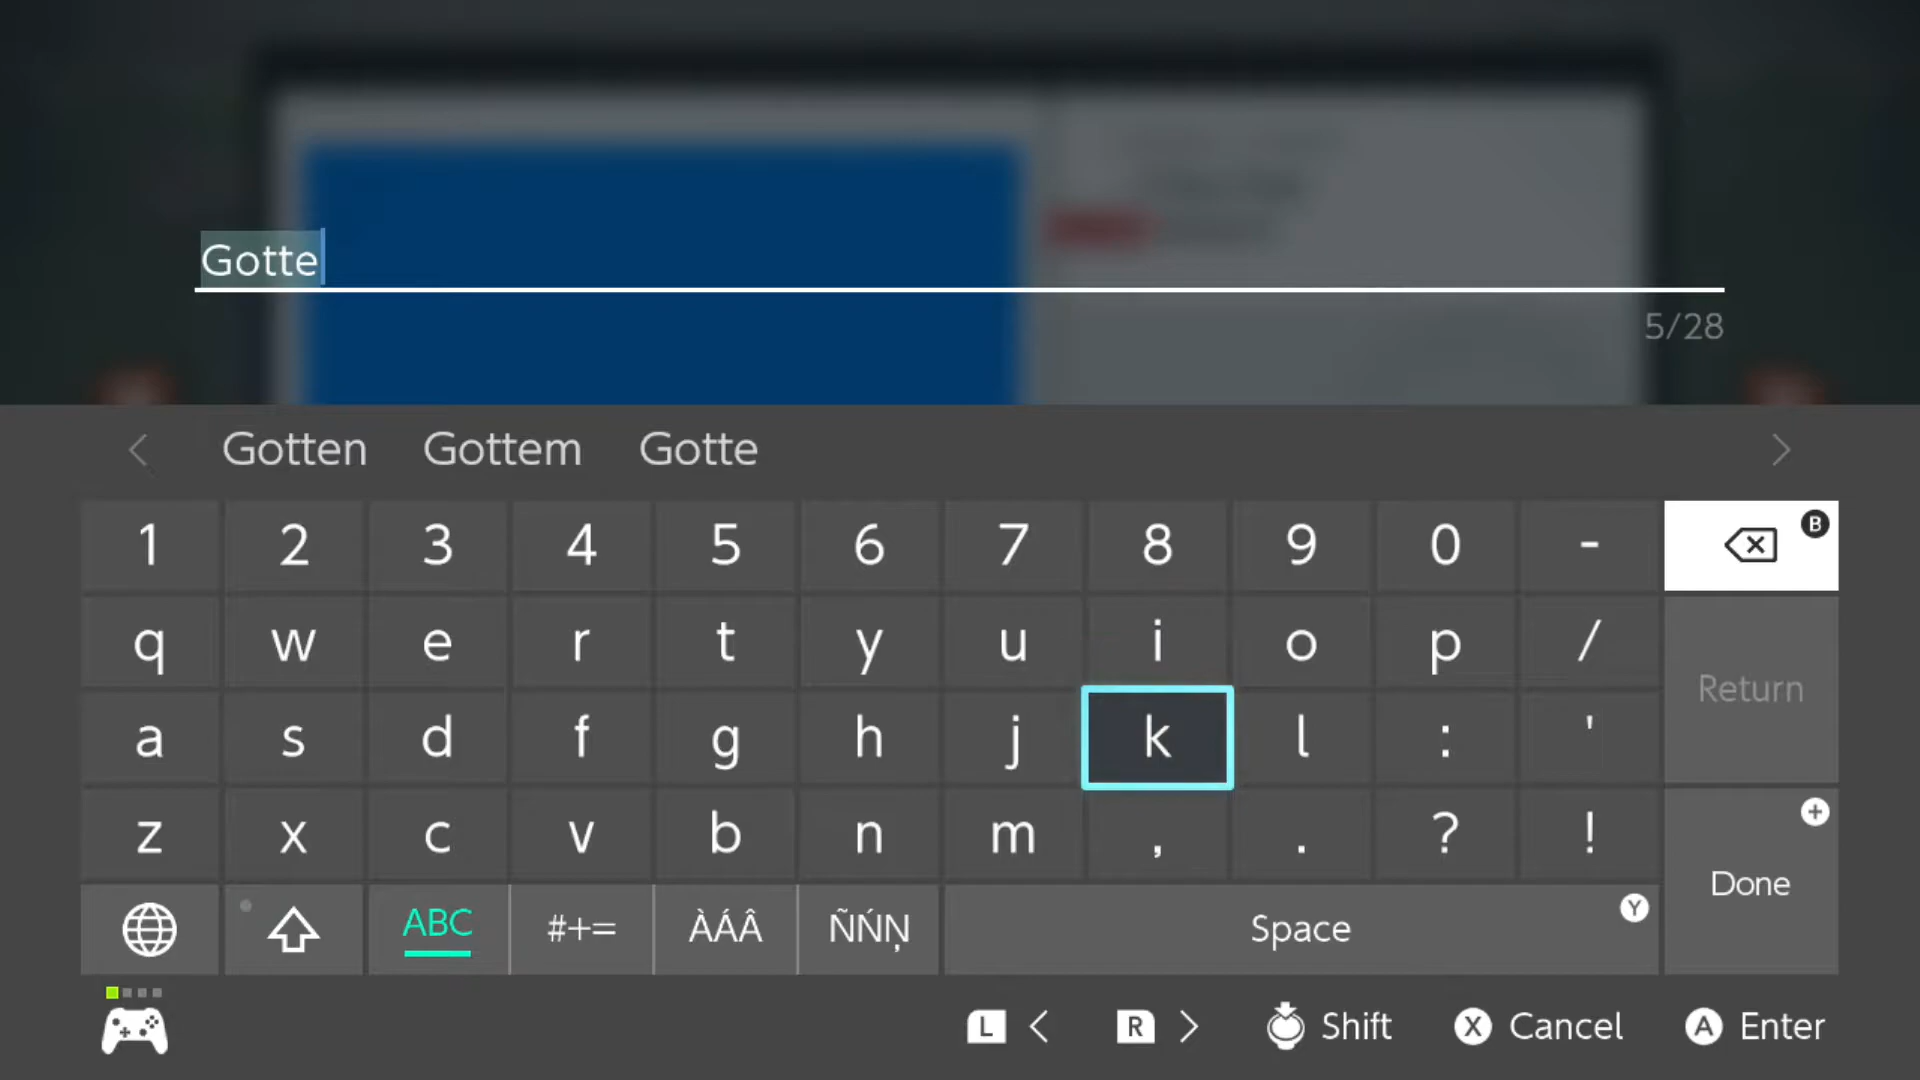 Gotte
5/28
< Gotten Gottem Gotte >
1 2 3 4 5 6 7 8 9 0 - B
q w e r t y u i o p / Return
a s d f g h j k l : '
z x c v b n m , . ? ! + Done
ABC #+= ÀÁÂ ÑŃŅ Space Y
L < R > Shift X Cancel A Enter